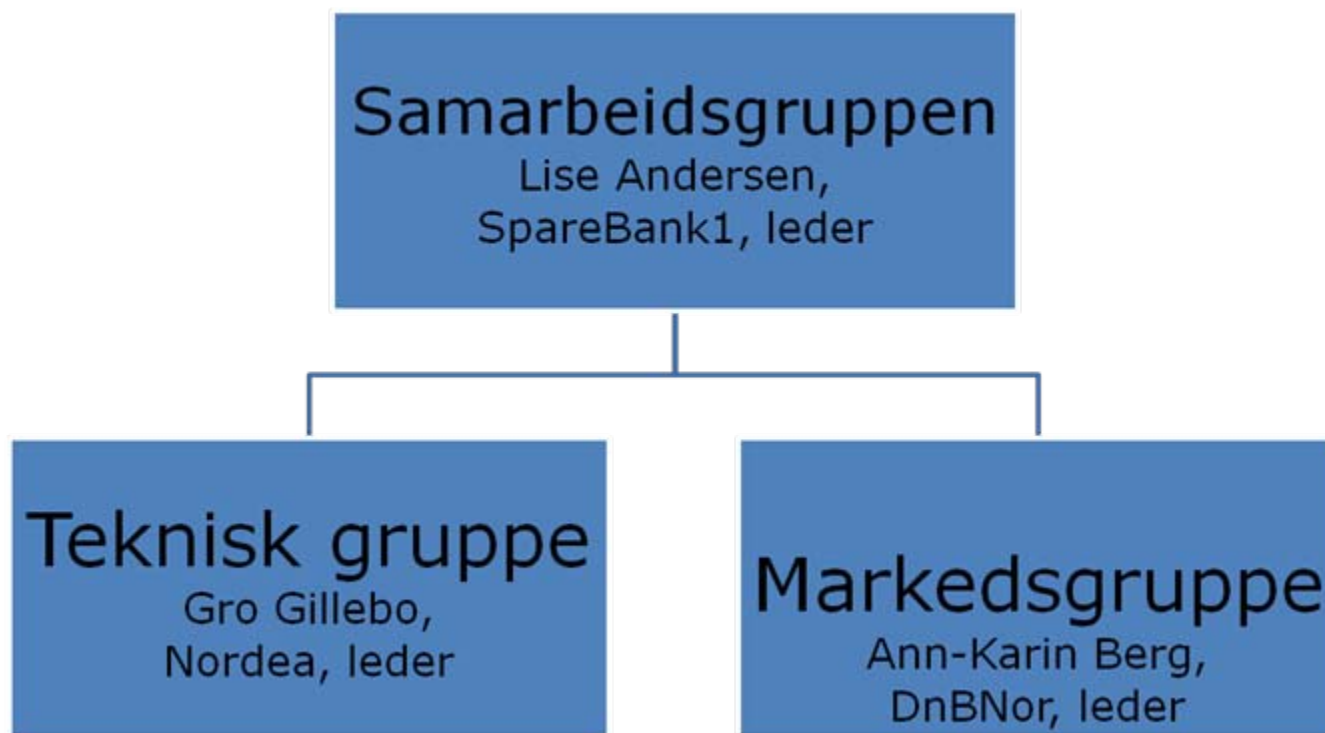 Samarbeidsgruppen
Lise Andersen,
SpareBank1, leder
Teknisk gruppe
Gro Gillebo,
Nordea, leder
Markedsgruppe
Ann-Karin Berg,
DnBNor, leder